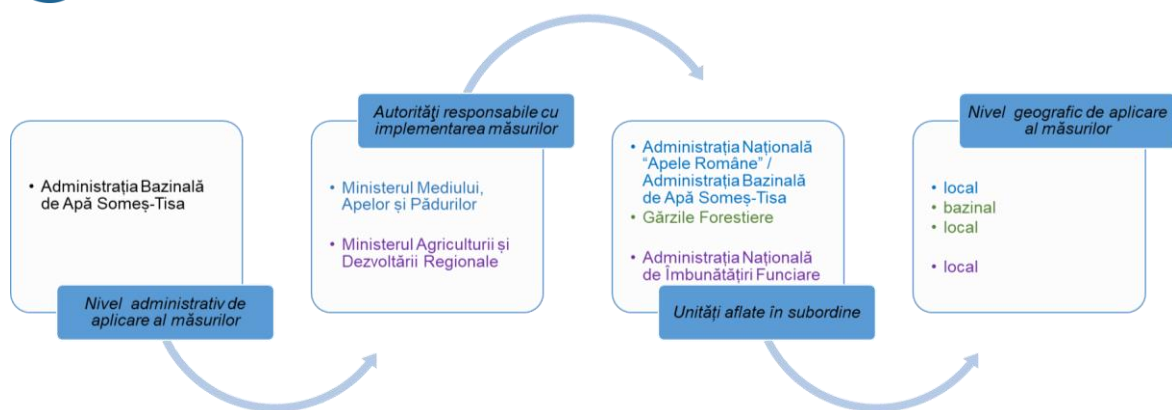 • Administrația Bazinală
de Apă Someș-Tisa
Nivel administrativ de
aplicare al măsurilor
Autorități responsabile cu
implementarea măsurilor
• Ministerul Mediului,
Apelor și Pădurilor
• Ministerul Agriculturii și
Dezvoltării Regionale
• Administrația Națională
“Apele Române” /
Administrația Bazinală
de Apă Someș-Tisa
• Gărzile Forestiere
• Administrația Națională
de Îmbunătățiri Funciare
Unități aflate în subordine
Nivel geografic de aplicare
al măsurilor
• local
• bazinal
• local
• local